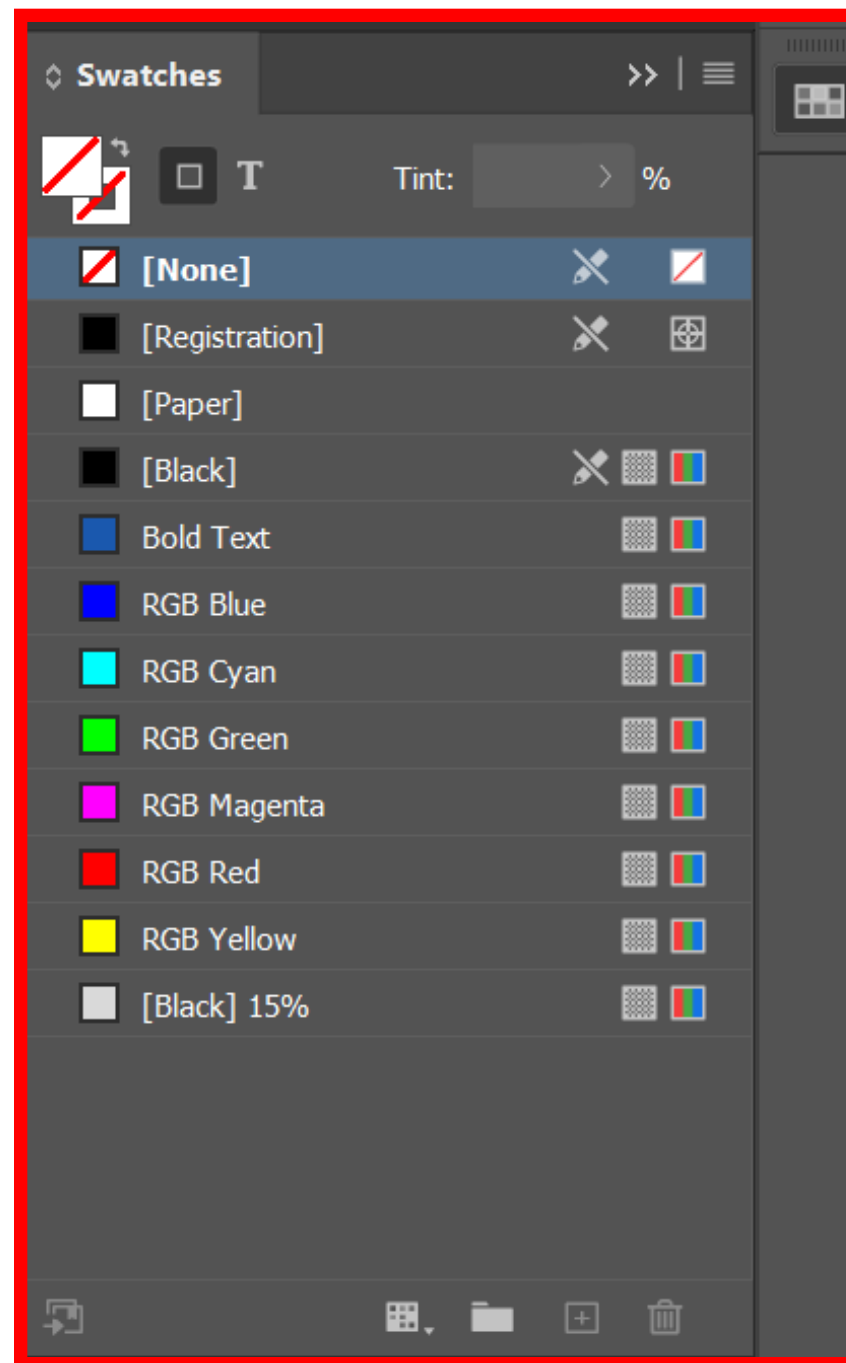 Swatches
T Tint: %
[None]
[Registration]
[Paper]
[Black]
Bold Text
RGB Blue
RGB Cyan
RGB Green
RGB Magenta
RGB Red
RGB Yellow
[Black] 15%